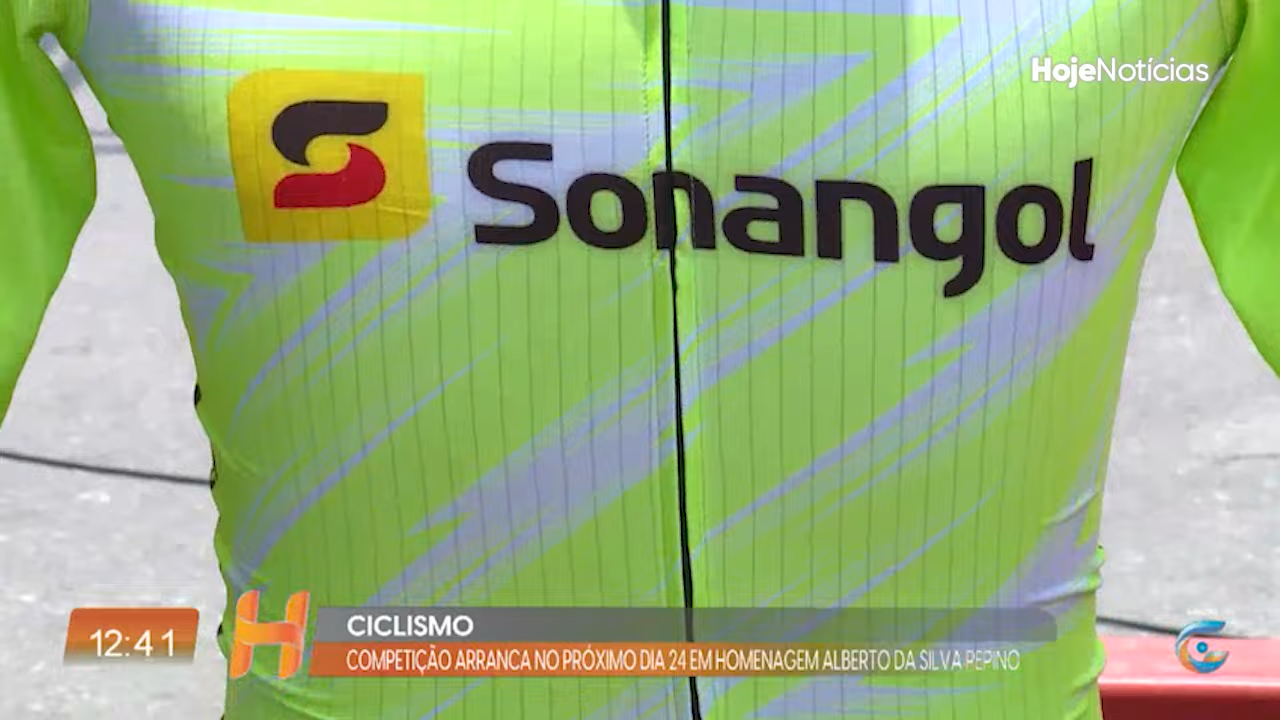 HojeNotícias
Sonangol
12:41
CICLISMO
COMPETIÇÃO ARRANCA NO PRÓXIMO DIA 24 EM HOMENAGEM ALBERTO DA SILVA PEPINO